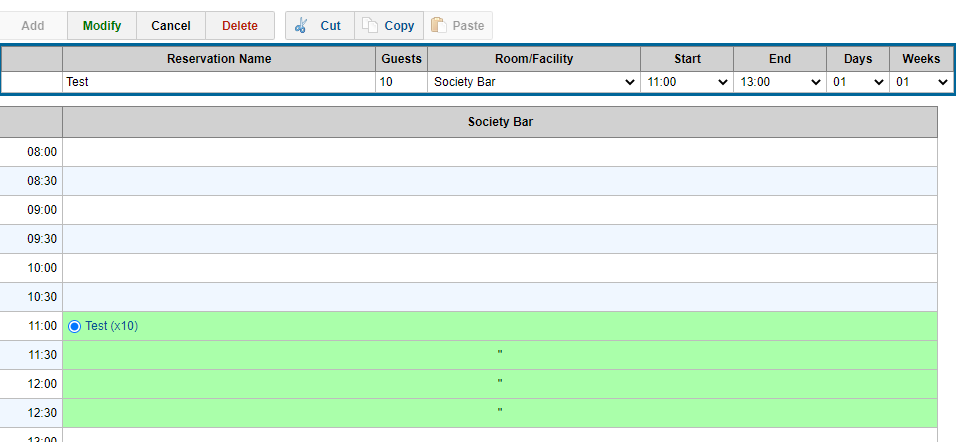 Add Modify Cancel Delete Cut Copy Paste
Reservation Name Guests Room/Facility Start End Days Weeks
Test 10 Society Bar 11:00 13:00 01 01
Society Bar
08:00
08:30
09:00
09:30
10:00
10:30
11:00 Test (x10)
11:30 "
12:00 "
12:30 "
13:00